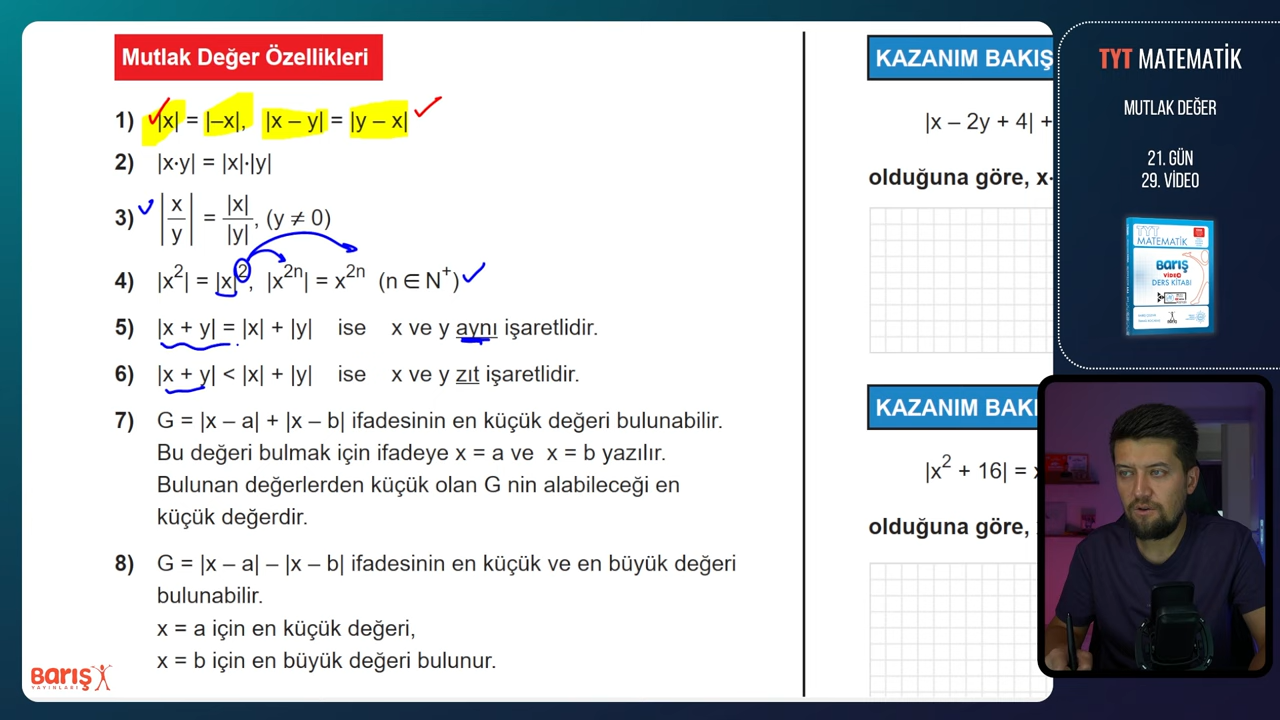 Mutlak Değer Özellikleri
1) |x| = |–x|, |x – y| = |y – x|
2) |x·y| = |x|·|y|
3) |x/y| = |x|/|y|, (y ≠ 0)
4) |x²| = |x|², |x²ⁿ| = x²ⁿ (n ∈ N⁺)
5) |x + y| = |x| + |y| ise x ve y aynı işaretlidir.
6) |x + y| < |x| + |y| ise x ve y zıt işaretlidir.
7) G = |x – a| + |x – b| ifadesinin en küçük değeri bulunabilir.
Bu değeri bulmak için ifadeye x = a ve x = b yazılır.
Bulunan değerlerden küçük olan G nin alabileceği en
küçük değerdir.
8) G = |x – a| – |x – b| ifadesinin en küçük ve en büyük değeri
bulunabilir.
x = a için en küçük değeri,
x = b için en büyük değeri bulunur.
BARIŞ
YAYINLARI
KAZANIM BAKIŞ
|x – 2y + 4| +
olduğuna göre, x·
KAZANIM BAKI
|x² + 16| =
olduğuna göre,
TYT MATEMATİK
MUTLAK DEĞER
21. GÜN
29. VİDEO
TYT
MATEMATİK
BARIŞ
VİDEO
DERS KİTABI